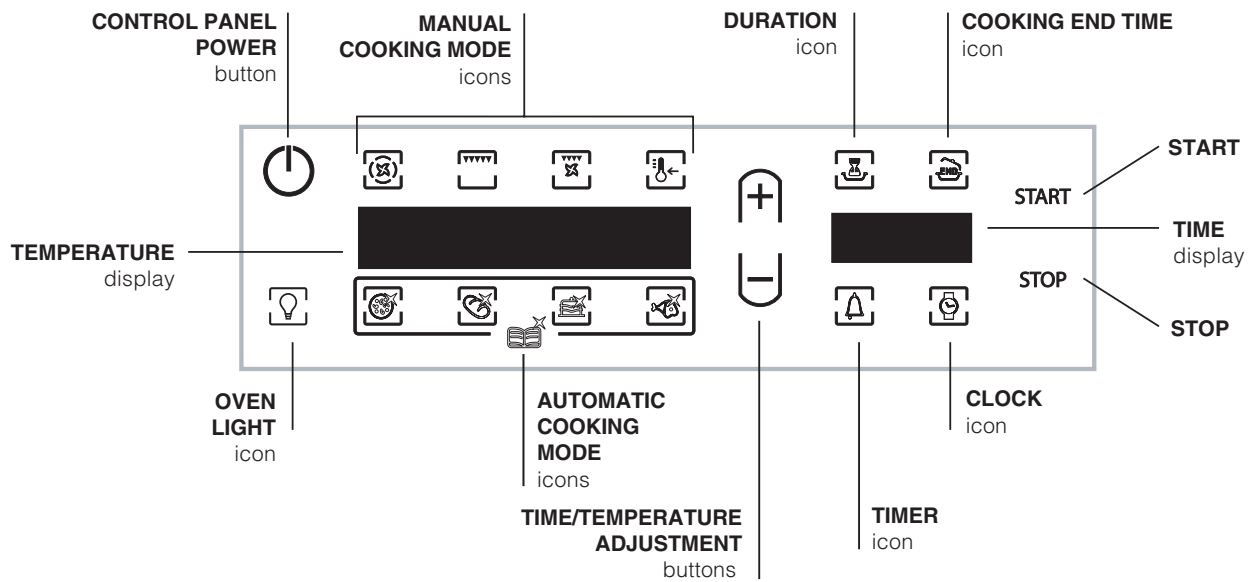 CONTROL PANEL
POWER
button
MANUAL
COOKING MODE
icons
DURATION
icon
COOKING END TIME
icon
START
START
END
TEMPERATURE
display
TIME
display
STOP
STOP
OVEN
LIGHT
icon
AUTOMATIC
COOKING
MODE
icons
CLOCK
icon
TIME/TEMPERATURE
ADJUSTMENT
buttons
TIMER
icon